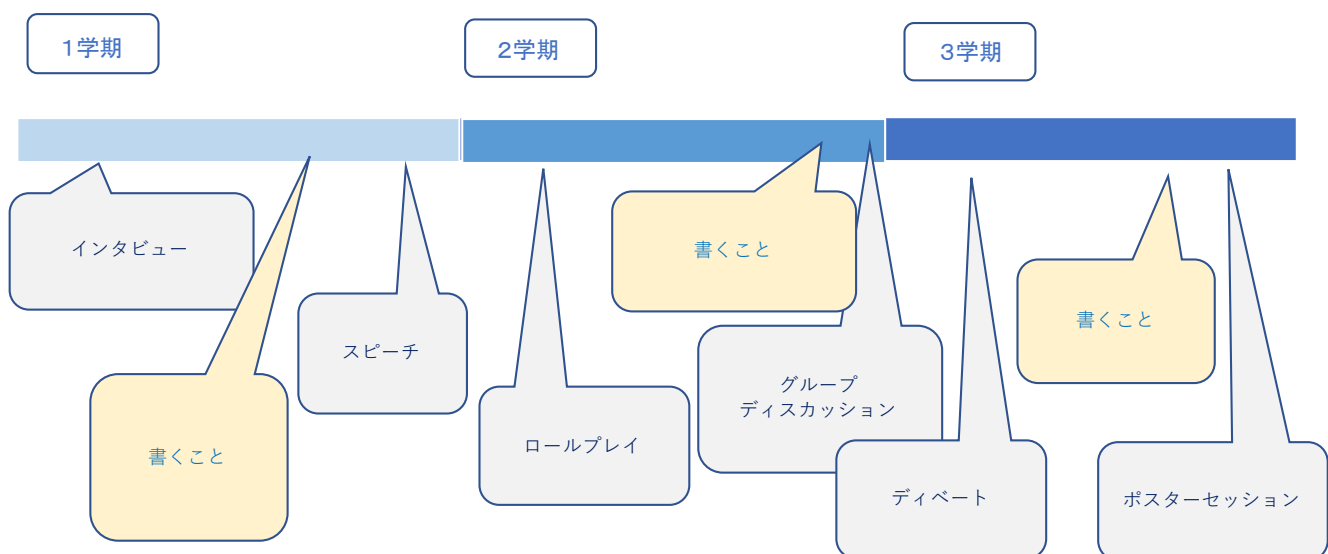 1学期
2学期
3学期
インタビュー
書くこと
スピーチ
ロールプレイ
書くこと
グループ
ディスカッション
ディベート
書くこと
ポスターセッション